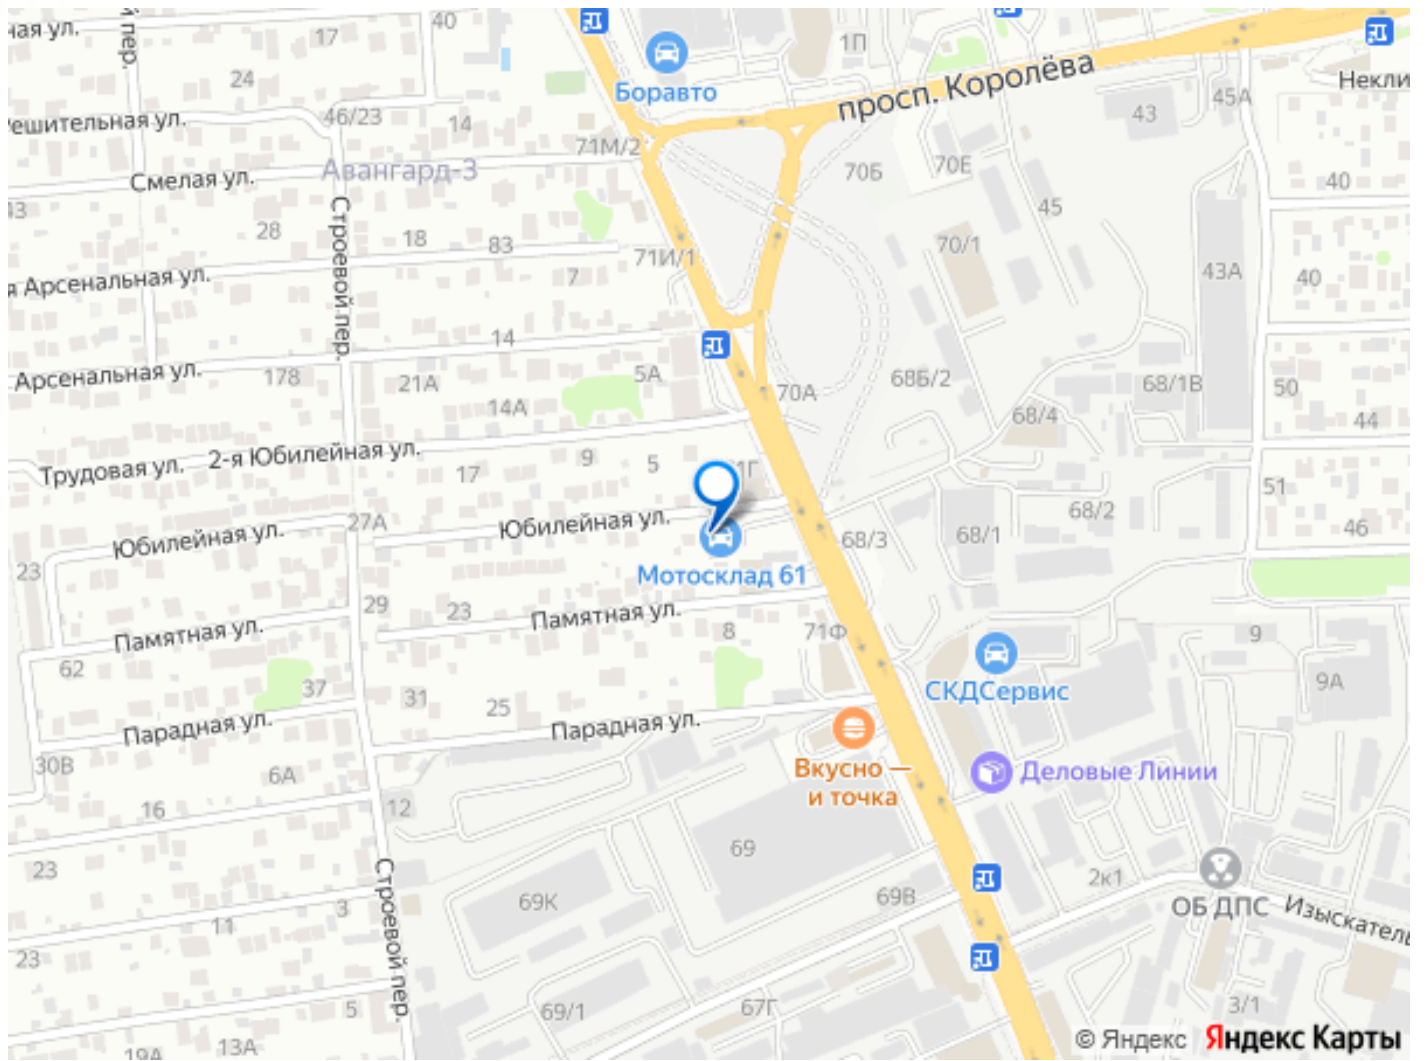 ная ул.
й пер.
40
17
14
1П
Боравто
просп. Королёва
Некли
24
45А
43
46/23
14
ешительная ул.
71М/2
70Б
70Е
Авангард-3
Смелая ул.
40
43
Строевой пер.
45
28
18
83
70/1
71И/1
7
43А
40
я Арсенальная ул.
14
Арсенальная ул.
178
21А
5А
70А
68Б/2
68/1В
50
14А
68/4
44
2-я Юбилейная ул.
Трудовая ул.
17
9
5
1Г
51
68/2
27А
Юбилейная ул.
Юбилейная ул.
68/3
68/1
46
23
Мотосклад 61
29
23
Памятная ул.
Памятная ул.
8
71Ф
9
62
37
31
25
СКДСервис
9А
Парадная ул.
Парадная ул.
30В
6А
Вкусно —
и точка
Деловые Линии
16
12
69
23
2к1
Строевой пер.
69К
69В
ОБ ДПС
Изыскатель
3
11
23
5
69/1
67Г
3/1
19А
13А
© Яндекс Яндекс Карты